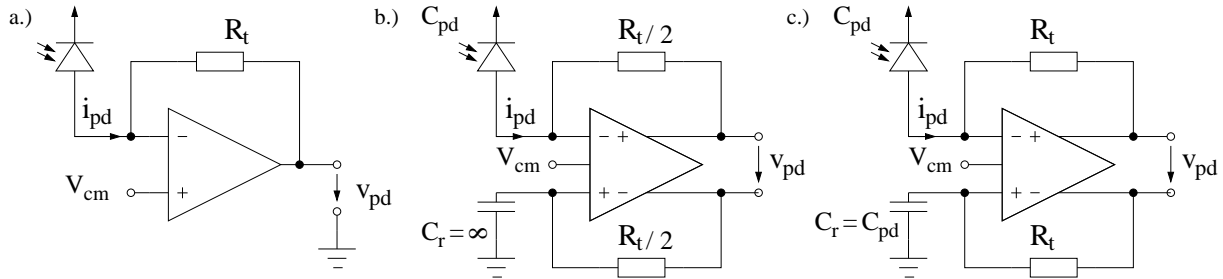 a.)
R_t
i_pd
−
V_cm
+
v_pd
b.)
C_pd
R_t/2
i_pd
− +
V_cm
v_pd
+ −
C_r = ∞
R_t/2
c.)
C_pd
R_t
i_pd
− +
V_cm
v_pd
+ −
C_r = C_pd
R_t